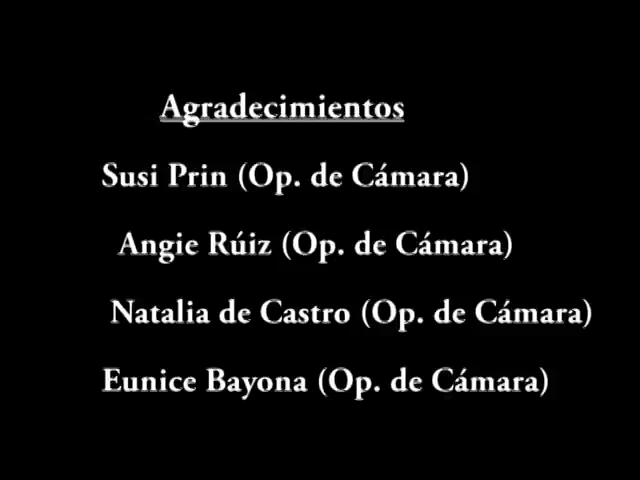 Agradecimientos
Susi Prin (Op. de Cámara)
Angie Rúiz (Op. de Cámara)
Natalia de Castro (Op. de Cámara)
Eunice Bayona (Op. de Cámara)